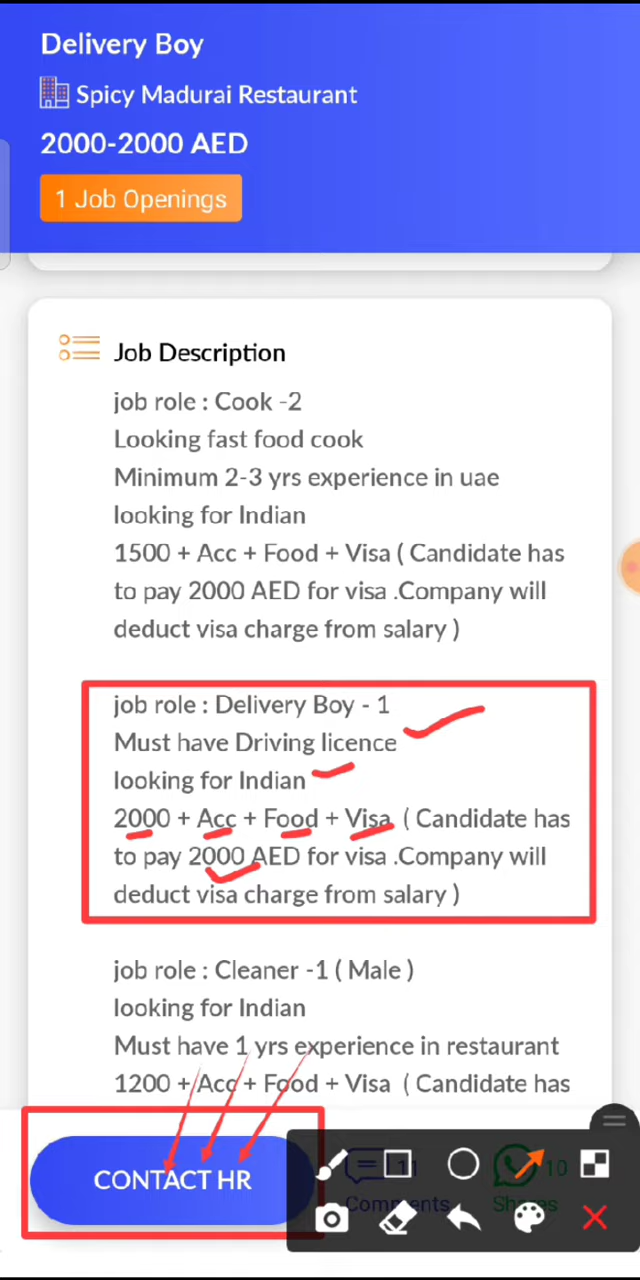 Delivery Boy
Spicy Madurai Restaurant
2000-2000 AED
1 Job Openings
Job Description
job role : Cook -2
Looking fast food cook
Minimum 2-3 yrs experience in uae
looking for Indian
1500 + Acc + Food + Visa ( Candidate has
to pay 2000 AED for visa .Company will
deduct visa charge from salary )
job role : Delivery Boy - 1
Must have Driving licence
looking for Indian
2000 + Acc + Food + Visa ( Candidate has
to pay 2000 AED for visa .Company will
deduct visa charge from salary )
job role : Cleaner -1 ( Male )
looking for Indian
Must have 1 yrs experience in restaurant
1200 + Acc + Food + Visa ( Candidate has
CONTACT HR
11
Comments
10
Shares